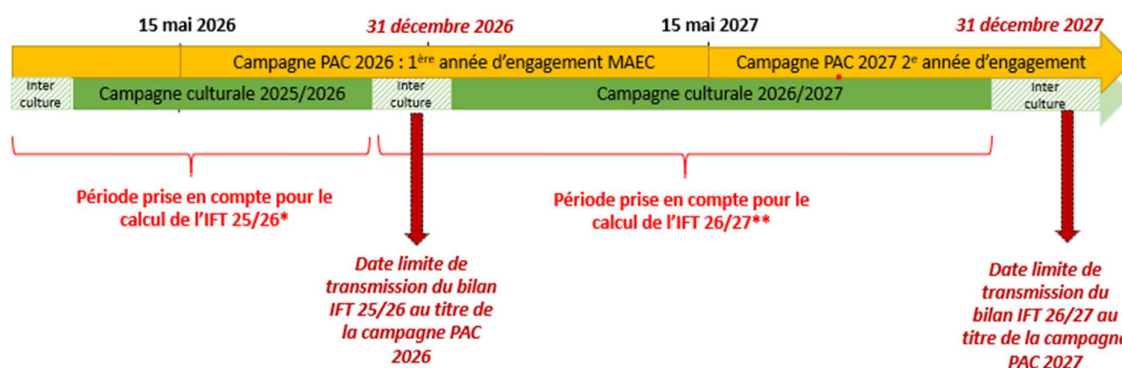 15 mai 2026
31 décembre 2026
15 mai 2027
31 décembre 2027
Campagne PAC 2026 : 1ère année d'engagement MAEC
Campagne PAC 2027 2e année d'engagement
Inter
culture
Campagne culturale 2025/2026
Inter
culture
Campagne culturale 2026/2027
Inter
culture
Période prise en compte pour le
calcul de l'IFT 25/26*
Période prise en compte pour le
calcul de l'IFT 26/27**
Date limite de
transmission du bilan
IFT 25/26 au titre de
la campagne PAC
2026
Date limite de
transmission du
bilan IFT 26/27 au
titre de la campagne
PAC 2027